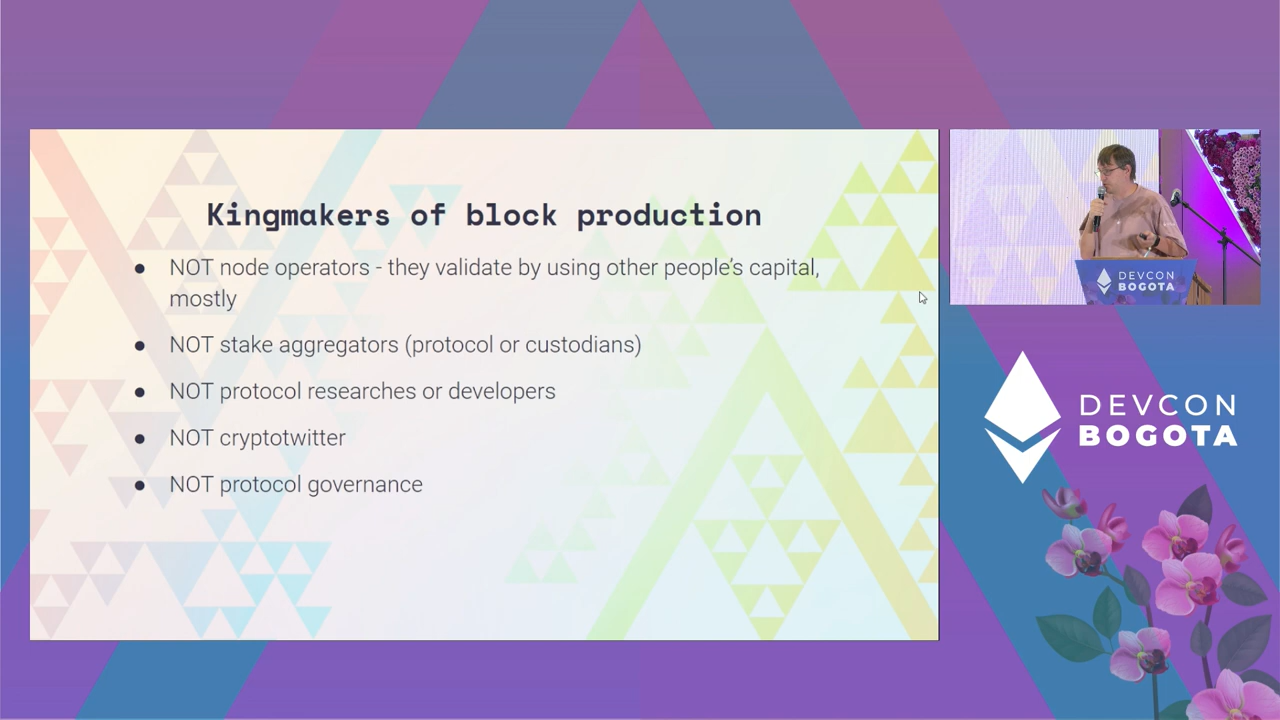 Kingmakers of block production
● NOT node operators - they validate by using other people’s capital,
mostly
● NOT stake aggregators (protocol or custodians)
● NOT protocol researches or developers
● NOT cryptotwitter
● NOT protocol governance
DEVCON
BOGOTA
DEVCON
BOGOTA